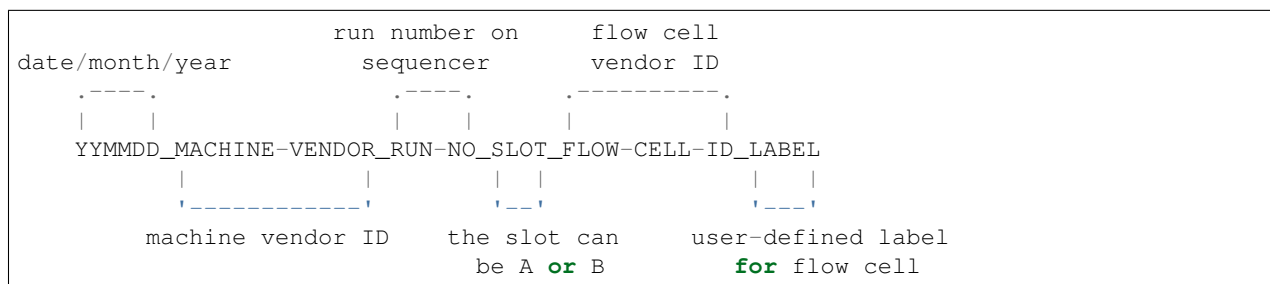 run number on flow cell
date/month/year sequencer vendor ID
.----. .----. .----------.
| | | | | |
YYMMDD_MACHINE-VENDOR_RUN-NO_SLOT_FLOW-CELL-ID_LABEL
| | | | | |
'------------' '--' '---'
machine vendor ID the slot can user-defined label
be A or B for flow cell